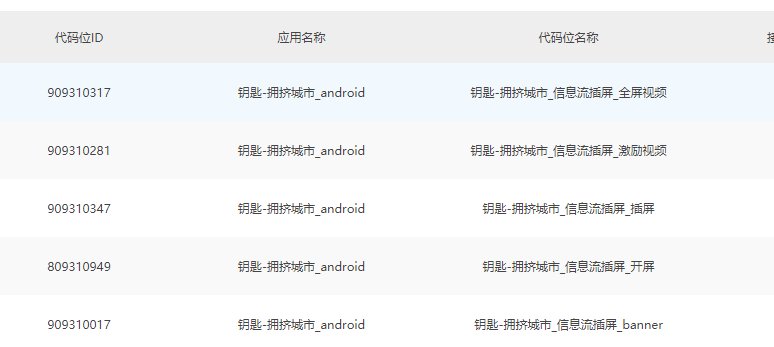 代码位ID 应用名称 代码位名称
909310317 钥匙-拥挤城市_android 钥匙-拥挤城市_信息流插屏_全屏视频
909310281 钥匙-拥挤城市_android 钥匙-拥挤城市_信息流插屏_激励视频
909310347 钥匙-拥挤城市_android 钥匙-拥挤城市_信息流插屏_插屏
809310949 钥匙-拥挤城市_android 钥匙-拥挤城市_信息流插屏_开屏
909310017 钥匙-拥挤城市_android 钥匙-拥挤城市_信息流插屏_banner